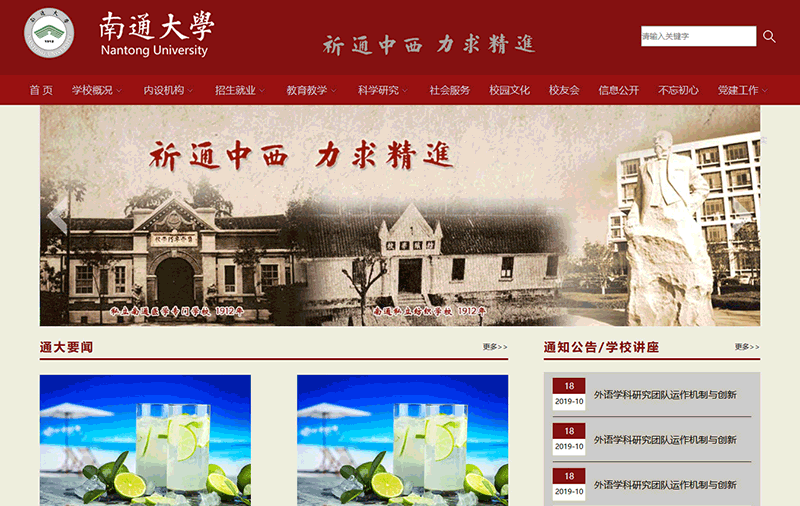 南通大學
Nantong University
祈通中西 力求精進
请输入关键字
首 页 学校概况 内设机构 招生就业 教育教学 科学研究 社会服务 校园文化 校友会 信息公开 不忘初心 党建工作
祈通中西 力求精進
私立南通医学专门学校 1912年
南通私立纺织学校 1912年
通大要闻
更多>>
通知公告/学校讲座
更多>>
18
2019-10
外语学科研究团队运作机制与创新
18
2019-10
外语学科研究团队运作机制与创新
18
2019-10
外语学科研究团队运作机制与创新